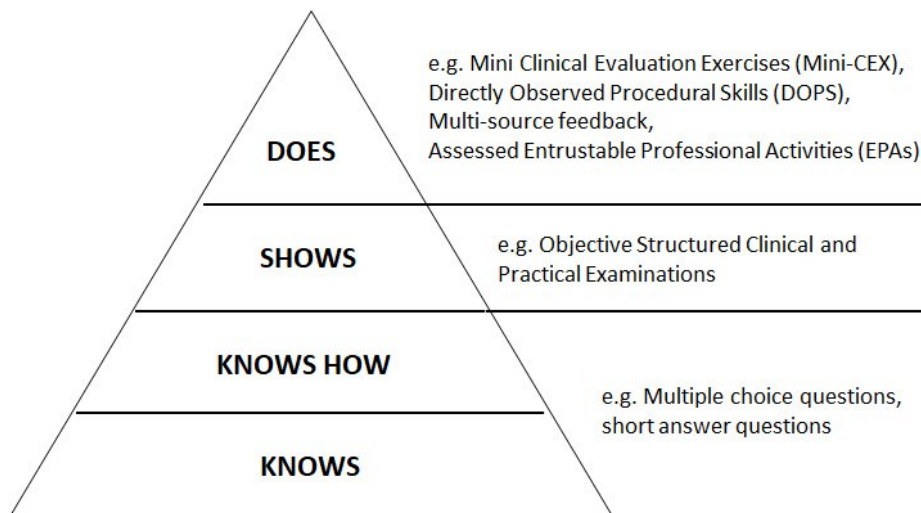 e.g. Mini Clinical Evaluation Exercises (Mini-CEX),
Directly Observed Procedural Skills (DOPS),
Multi-source feedback,
Assessed Entrustable Professional Activities (EPAs)
DOES
SHOWS
e.g. Objective Structured Clinical and
Practical Examinations
KNOWS HOW
e.g. Multiple choice questions,
short answer questions
KNOWS